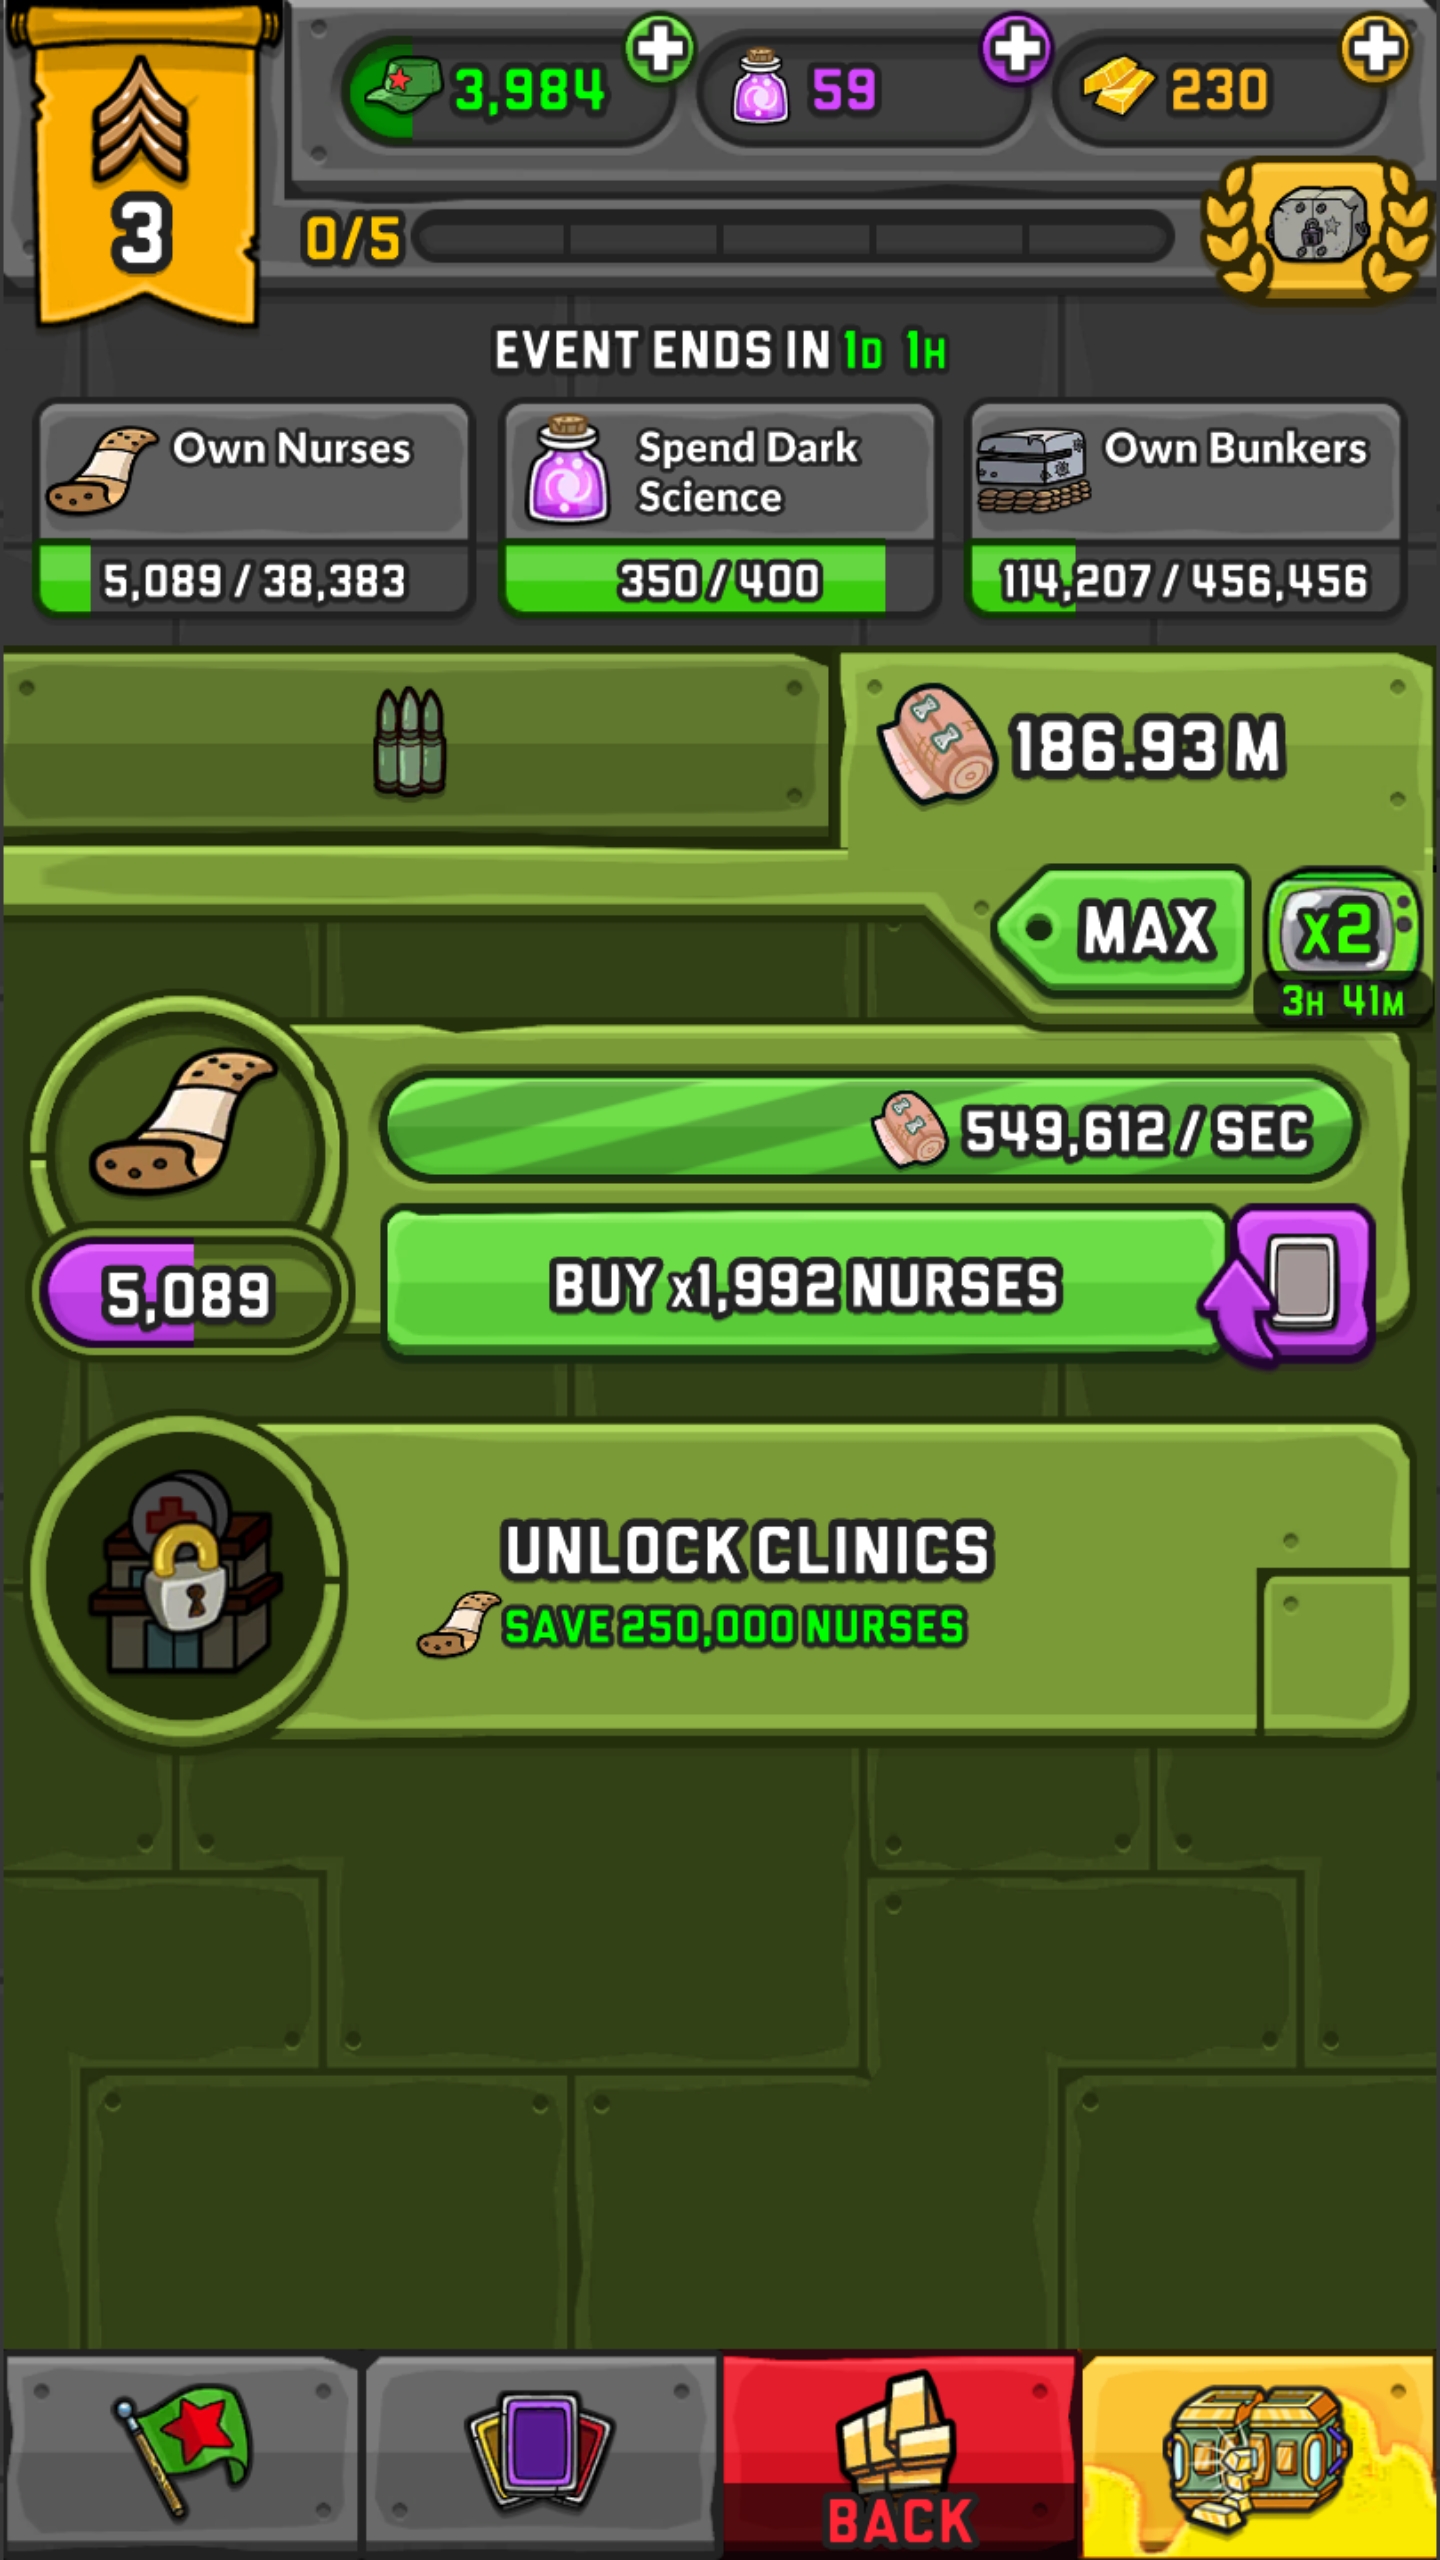 3,984
59
230
3
0/5
EVENT ENDS IN 1D 1H
Own Nurses
5,089 / 38,383
Spend Dark
Science
350 / 400
Own Bunkers
114,207 / 456,456
186.93 M
MAX
x2
3H 41M
549,612 / SEC
5,089
BUY x1,992 NURSES
UNLOCK CLINICS
SAVE 250,000 NURSES
BACK